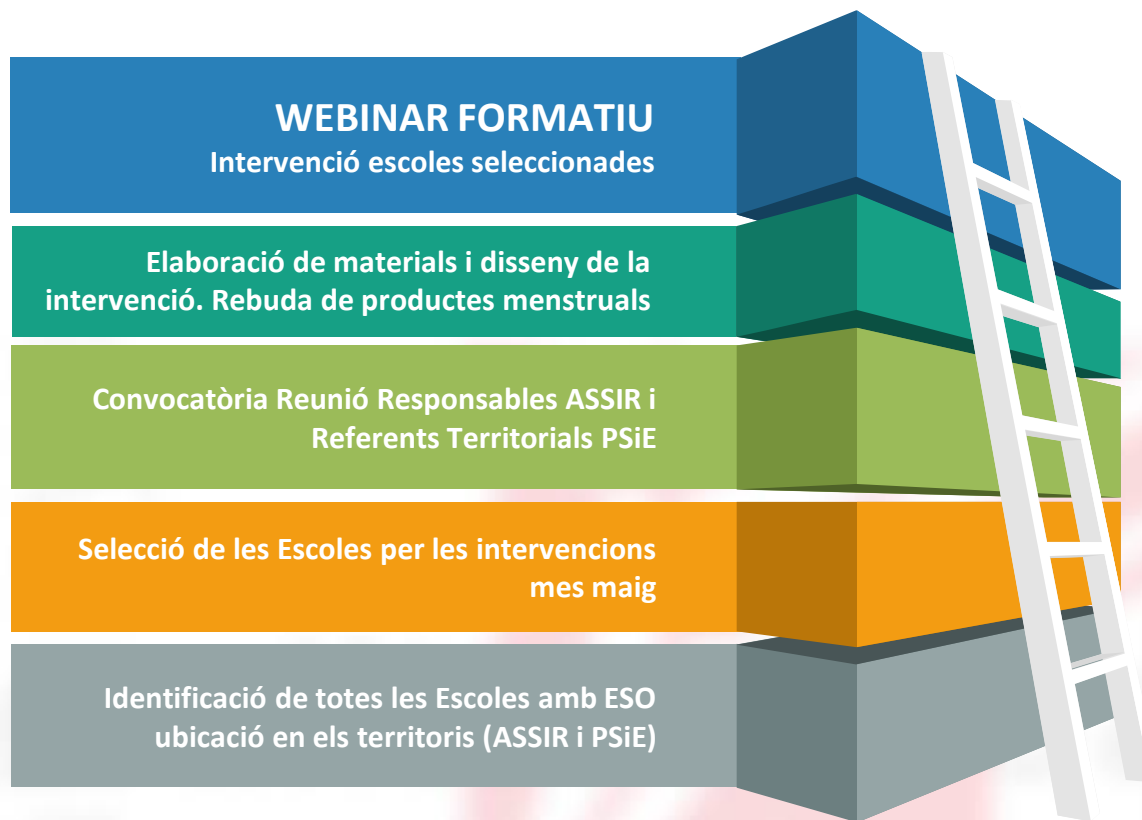 WEBINAR FORMATIU
Intervenció escoles seleccionades
Elaboració de materials i disseny de la
intervenció. Rebuda de productes menstruals
Convocatòria Reunió Responsables ASSIR i
Referents Territorials PSiE
Selecció de les Escoles per les intervencions
mes maig
Identificació de totes les Escoles amb ESO
ubicació en els territoris (ASSIR i PSiE)